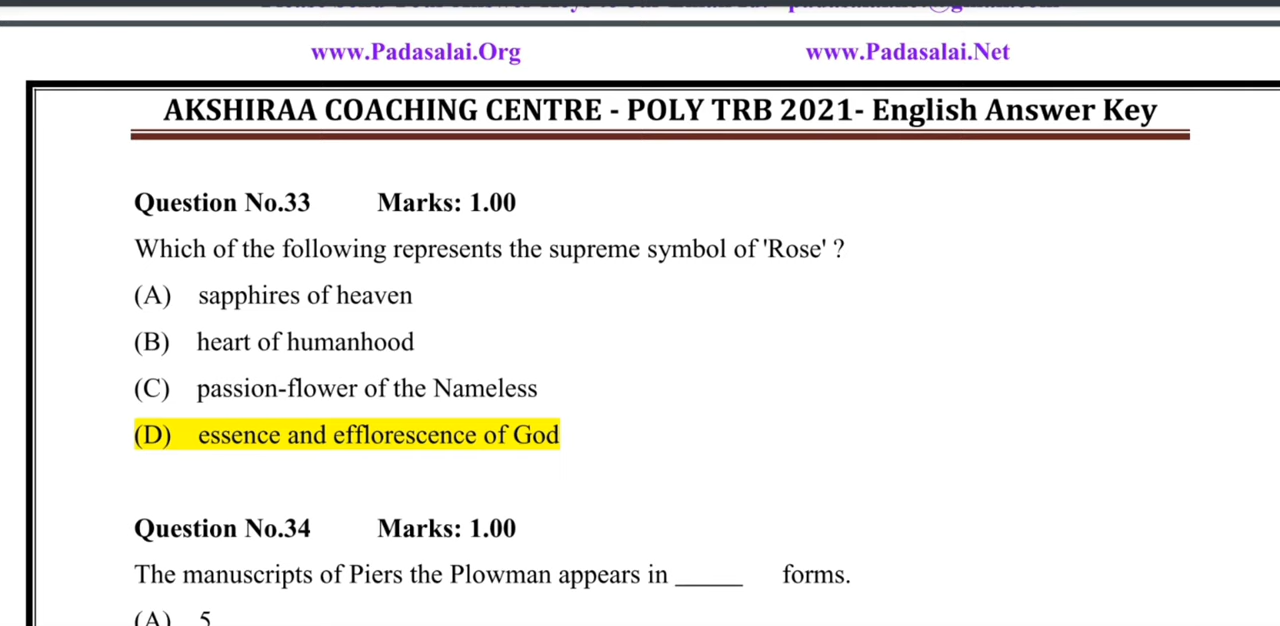 www.Padasalai.Org www.Padasalai.Net
AKSHIRAA COACHING CENTRE - POLY TRB 2021- English Answer Key
Question No.33 Marks: 1.00
Which of the following represents the supreme symbol of 'Rose' ?
(A) sapphires of heaven
(B) heart of humanhood
(C) passion-flower of the Nameless
(D) essence and efflorescence of God
Question No.34 Marks: 1.00
The manuscripts of Piers the Plowman appears in _____ forms.
(A) 5